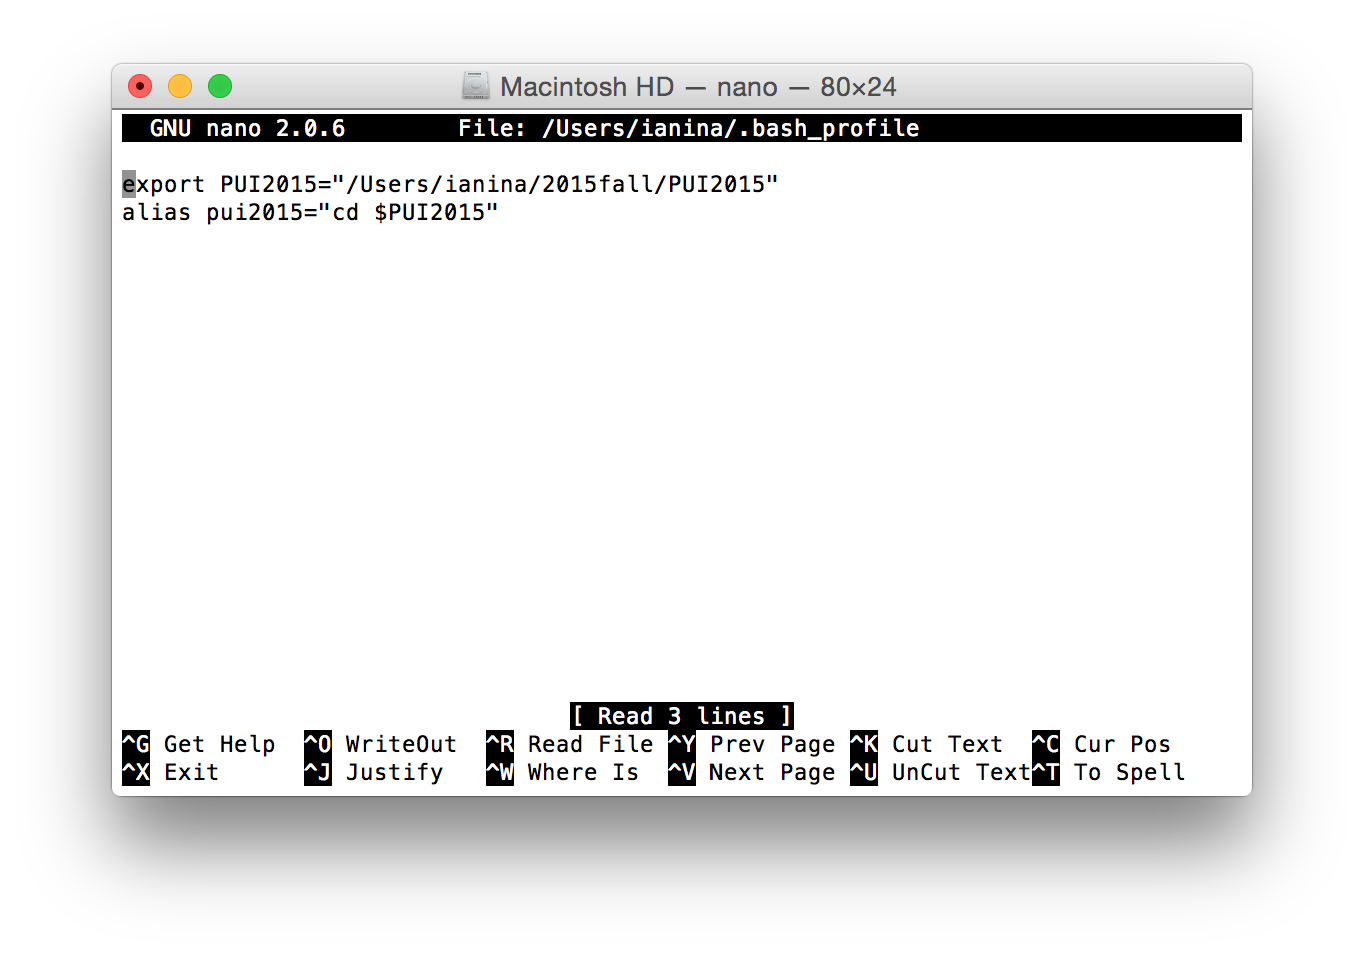 Macintosh HD — nano — 80×24
GNU nano 2.0.6 File: /Users/ianina/.bash_profile
export PUI2015="/Users/ianina/2015fall/PUI2015"
alias pui2015="cd $PUI2015"
[ Read 3 lines ]
^G Get Help ^O WriteOut ^R Read File ^Y Prev Page ^K Cut Text ^C Cur Pos
^X Exit ^J Justify ^W Where Is ^V Next Page ^U UnCut Text ^T To Spell